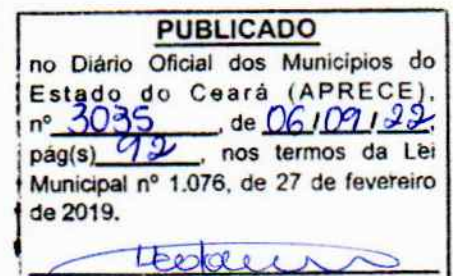 PUBLICADO
no Diário Oficial dos Municípios do
Estado do Ceará (APRECE),
nº 3035, de 06/09/22,
pág(s) 92, nos termos da Lei
Municipal nº 1.076, de 27 de fevereiro
de 2019.